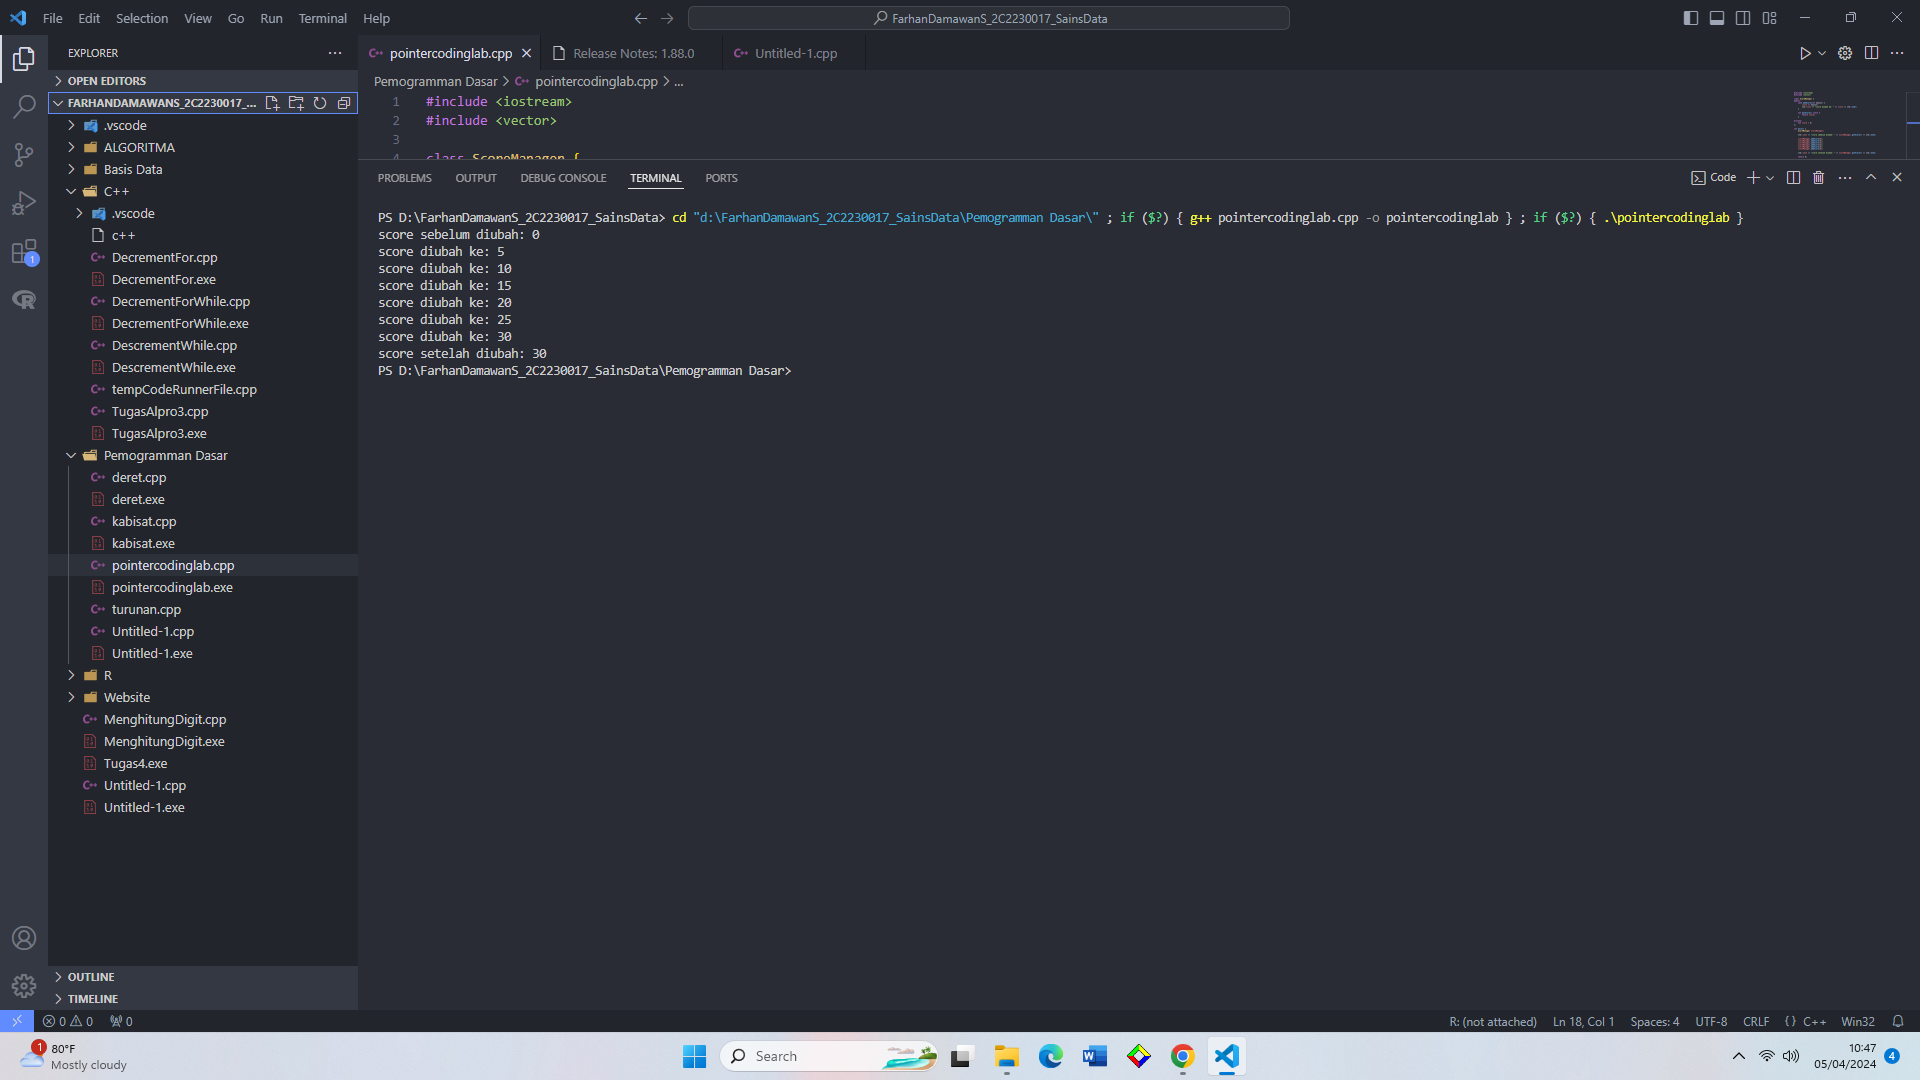 File Edit Selection View Go Run Terminal Help
FarhanDamawanS_2C2230017_SainsData
EXPLORER
OPEN EDITORS
FARHANDAMAWANS_2C2230017_...
.vscode
ALGORITMA
Basis Data
C++
.vscode
c++
DecrementFor.cpp
DecrementFor.exe
DecrementForWhile.cpp
DecrementForWhile.exe
DescrementWhile.cpp
DescrementWhile.exe
tempCodeRunnerFile.cpp
TugasAlpro3.cpp
TugasAlpro3.exe
Pemogramman Dasar
deret.cpp
deret.exe
kabisat.cpp
kabisat.exe
pointercodinglab.cpp
pointercodinglab.exe
turunan.cpp
Untitled-1.cpp
Untitled-1.exe
R
Website
MenghitungDigit.cpp
MenghitungDigit.exe
Tugas4.exe
Untitled-1.cpp
Untitled-1.exe
OUTLINE
TIMELINE
1
pointercodinglab.cpp Release Notes: 1.88.0 Untitled-1.cpp
Pemogramman Dasar > pointercodinglab.cpp > ...
1 #include <iostream>
2 #include <vector>
3
4 class ScoreManager {
PROBLEMS OUTPUT DEBUG CONSOLE TERMINAL PORTS
Code
PS D:\FarhanDamawanS_2C2230017_SainsData> cd "d:\FarhanDamawanS_2C2230017_SainsData\Pemogramman Dasar\" ; if ($?) { g++ pointercodinglab.cpp -o pointercodinglab } ; if ($?) { .\pointercodinglab }
score sebelum diubah: 0
score diubah ke: 5
score diubah ke: 10
score diubah ke: 15
score diubah ke: 20
score diubah ke: 25
score diubah ke: 30
score setelah diubah: 30
PS D:\FarhanDamawanS_2C2230017_SainsData\Pemogramman Dasar>
0 0 0
R: (not attached) Ln 18, Col 1 Spaces: 4 UTF-8 CRLF {} C++ Win32
1
80°F
Mostly cloudy
Search
10:47
05/04/2024
4